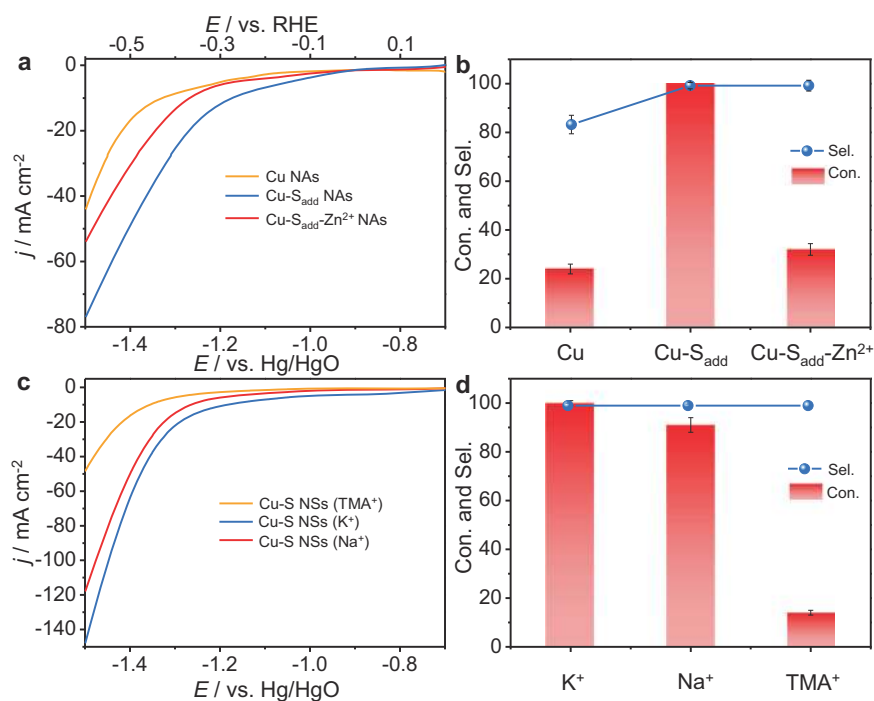 E / vs. RHE
-0.5 -0.3 -0.1 0.1
a
0
-20
-40
-60
-80
j / mA cm⁻²
Cu NAs
Cu-Sadd NAs
Cu-Sadd-Zn²⁺ NAs
-1.4 -1.2 -1.0 -0.8
E / vs. Hg/HgO
b
100
80
60
40
20
0
Con. and Sel.
Sel.
Con.
Cu Cu-Sadd Cu-Sadd-Zn²⁺
c
0
-20
-40
-60
-80
-100
-120
-140
j / mA cm⁻²
Cu-S NSs (TMA⁺)
Cu-S NSs (K⁺)
Cu-S NSs (Na⁺)
-1.4 -1.2 -1.0 -0.8
E / vs. Hg/HgO
d
100
80
60
40
20
0
Con. and Sel.
Sel.
Con.
K⁺ Na⁺ TMA⁺